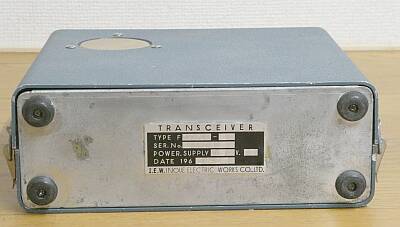 TRANSCEIVER
TYPE F -
SER. No.
POWER. SUPPLY V.
DATE 196
I.E.W. INOUE ELECTRIC WORKS CO.LTD.